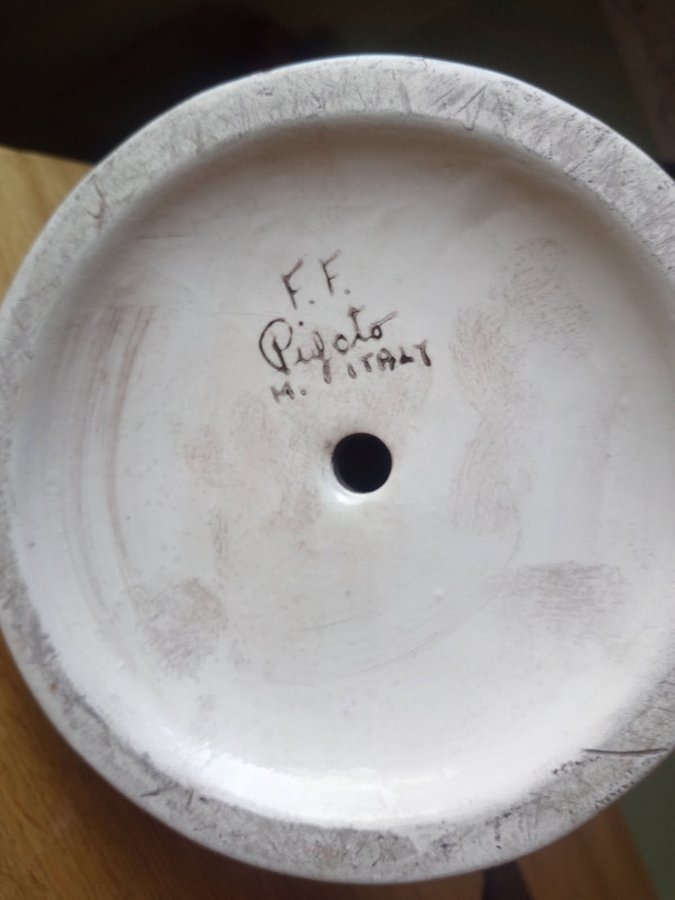 F. F.
Pigato
M. ITALY